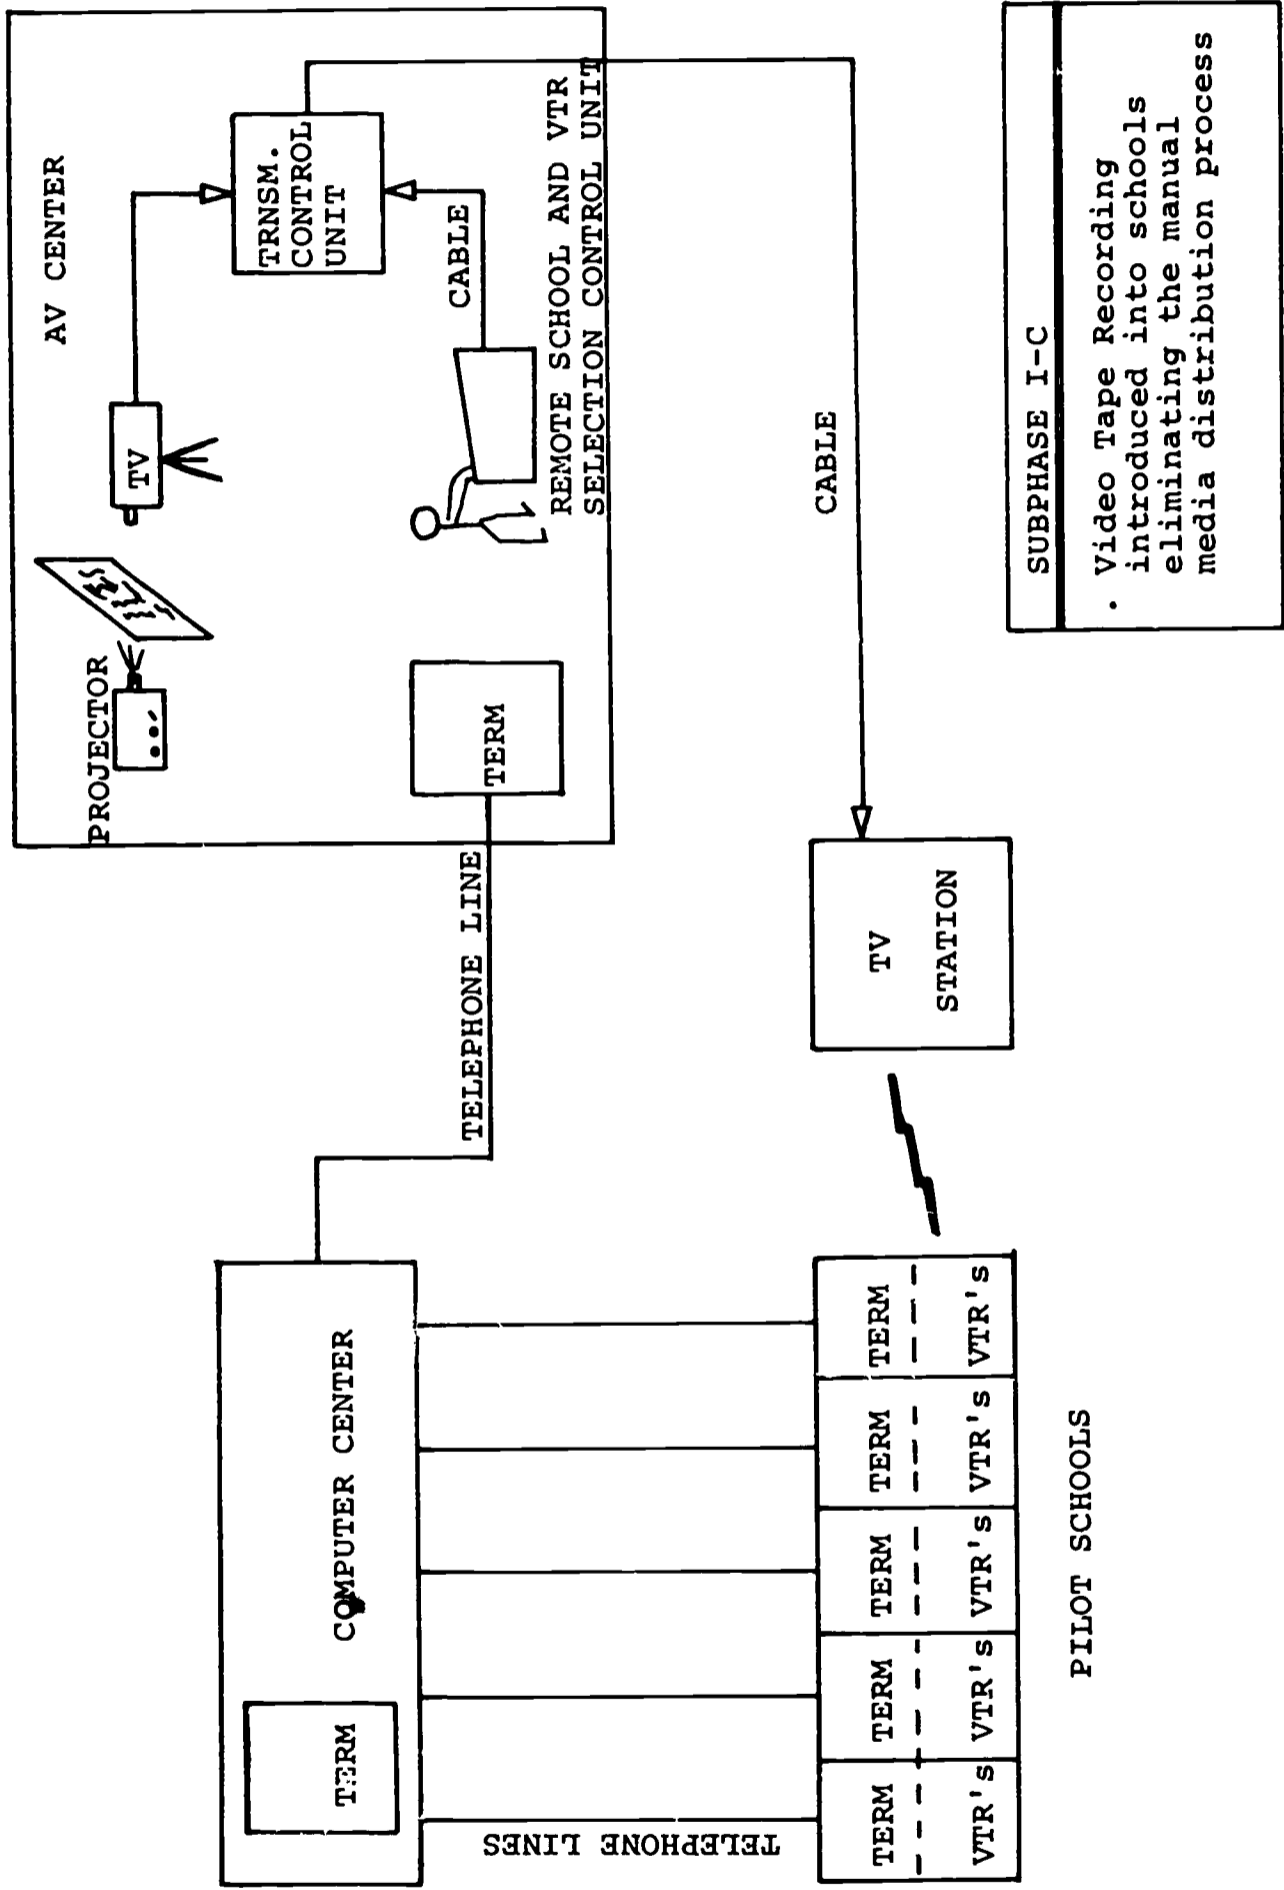 AV CENTER
PROJECTOR
TV
TRNSM.
CONTROL
UNIT
CABLE
REMOTE SCHOOL AND VTR
SELECTION CONTROL UNIT
TERM
TELEPHONE LINE
COMPUTER CENTER
TERM
CABLE
TV
STATION
TELEPHONE LINES
TERM TERM TERM TERM TERM
VTR's VTR's VTR's VTR's VTR's
PILOT SCHOOLS
SUBPHASE I-C
. Video Tape Recording
introduced into schools
eliminating the manual
media distribution process